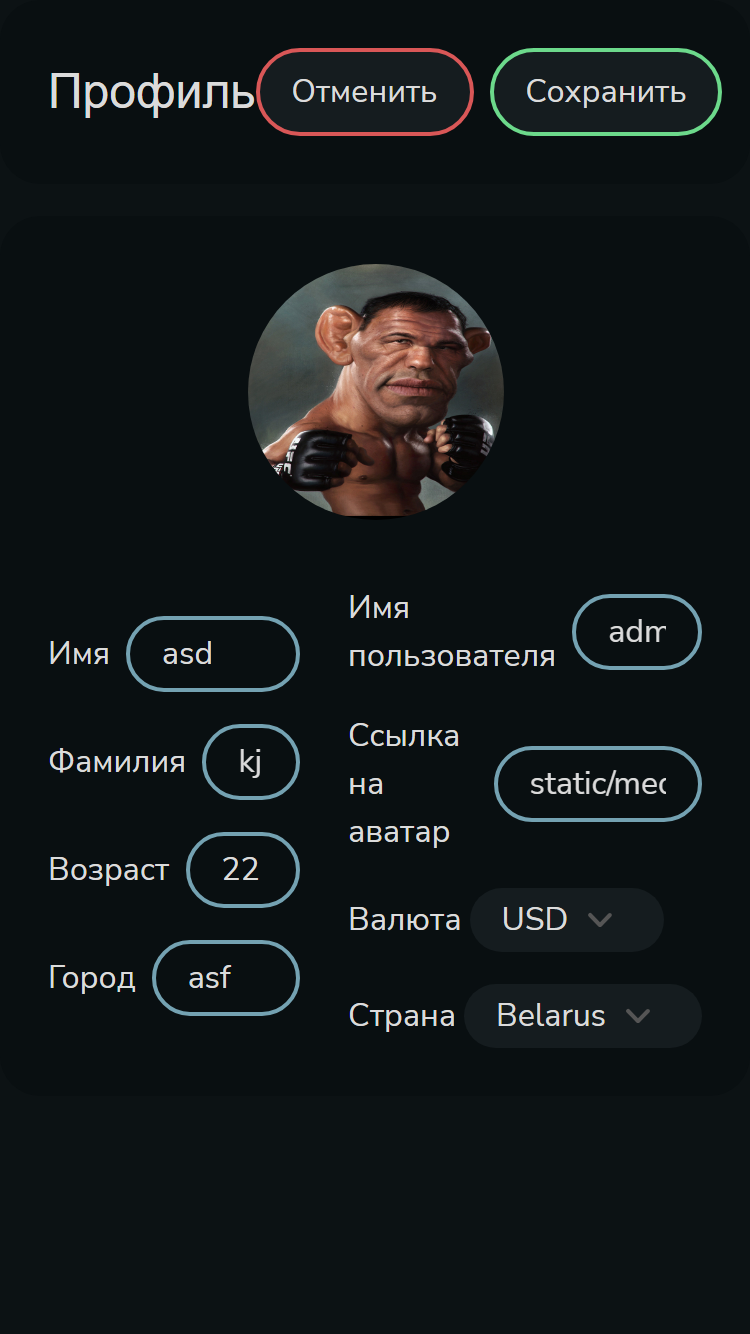 Профиль
Отменить
Сохранить
Имя
asd
Фамилия
kj
Возраст
22
Город
asf
Имя
пользователя
adm
Ссылка
на
аватар
static/med
Валюта
USD
Страна
Belarus